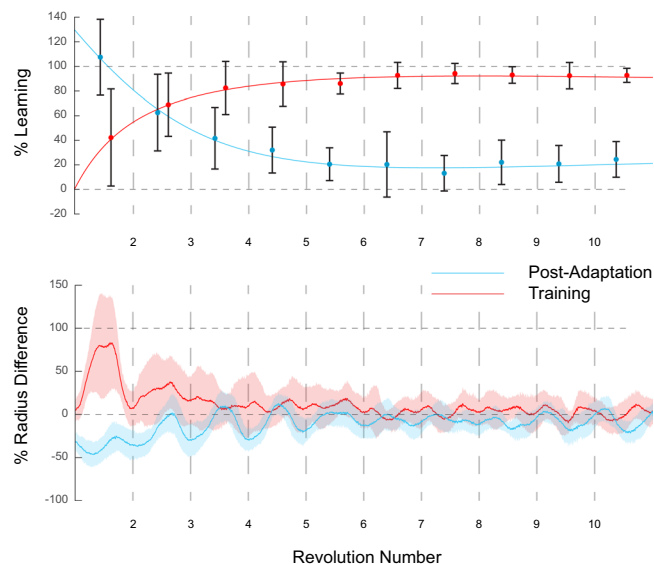 140
120
100
80
60
40
20
0
-20
% Learning
2 3 4 5 6 7 8 9 10
Post-Adaptation
Training
150
100
50
0
-50
-100
% Radius Difference
2 3 4 5 6 7 8 9 10
Revolution Number